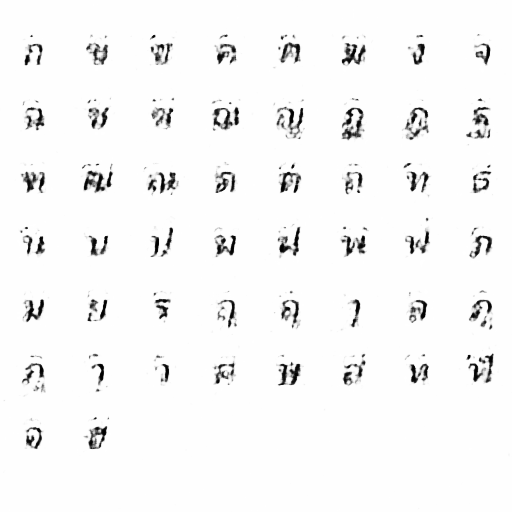 ก ข ฃ ค ฅ ฆ ง จ
ฉ ช ซ ฌ ญ ฎ ฏ ฐ
ฑ ฒ ณ ด ต ถ ท ธ
น บ ป ผ ฝ พ ฟ ภ
ม ย ร ฤ ฤ ๅ ล ฦ
ฦ ๅ ว ศ ษ ส ห ฬ
อ ฮ